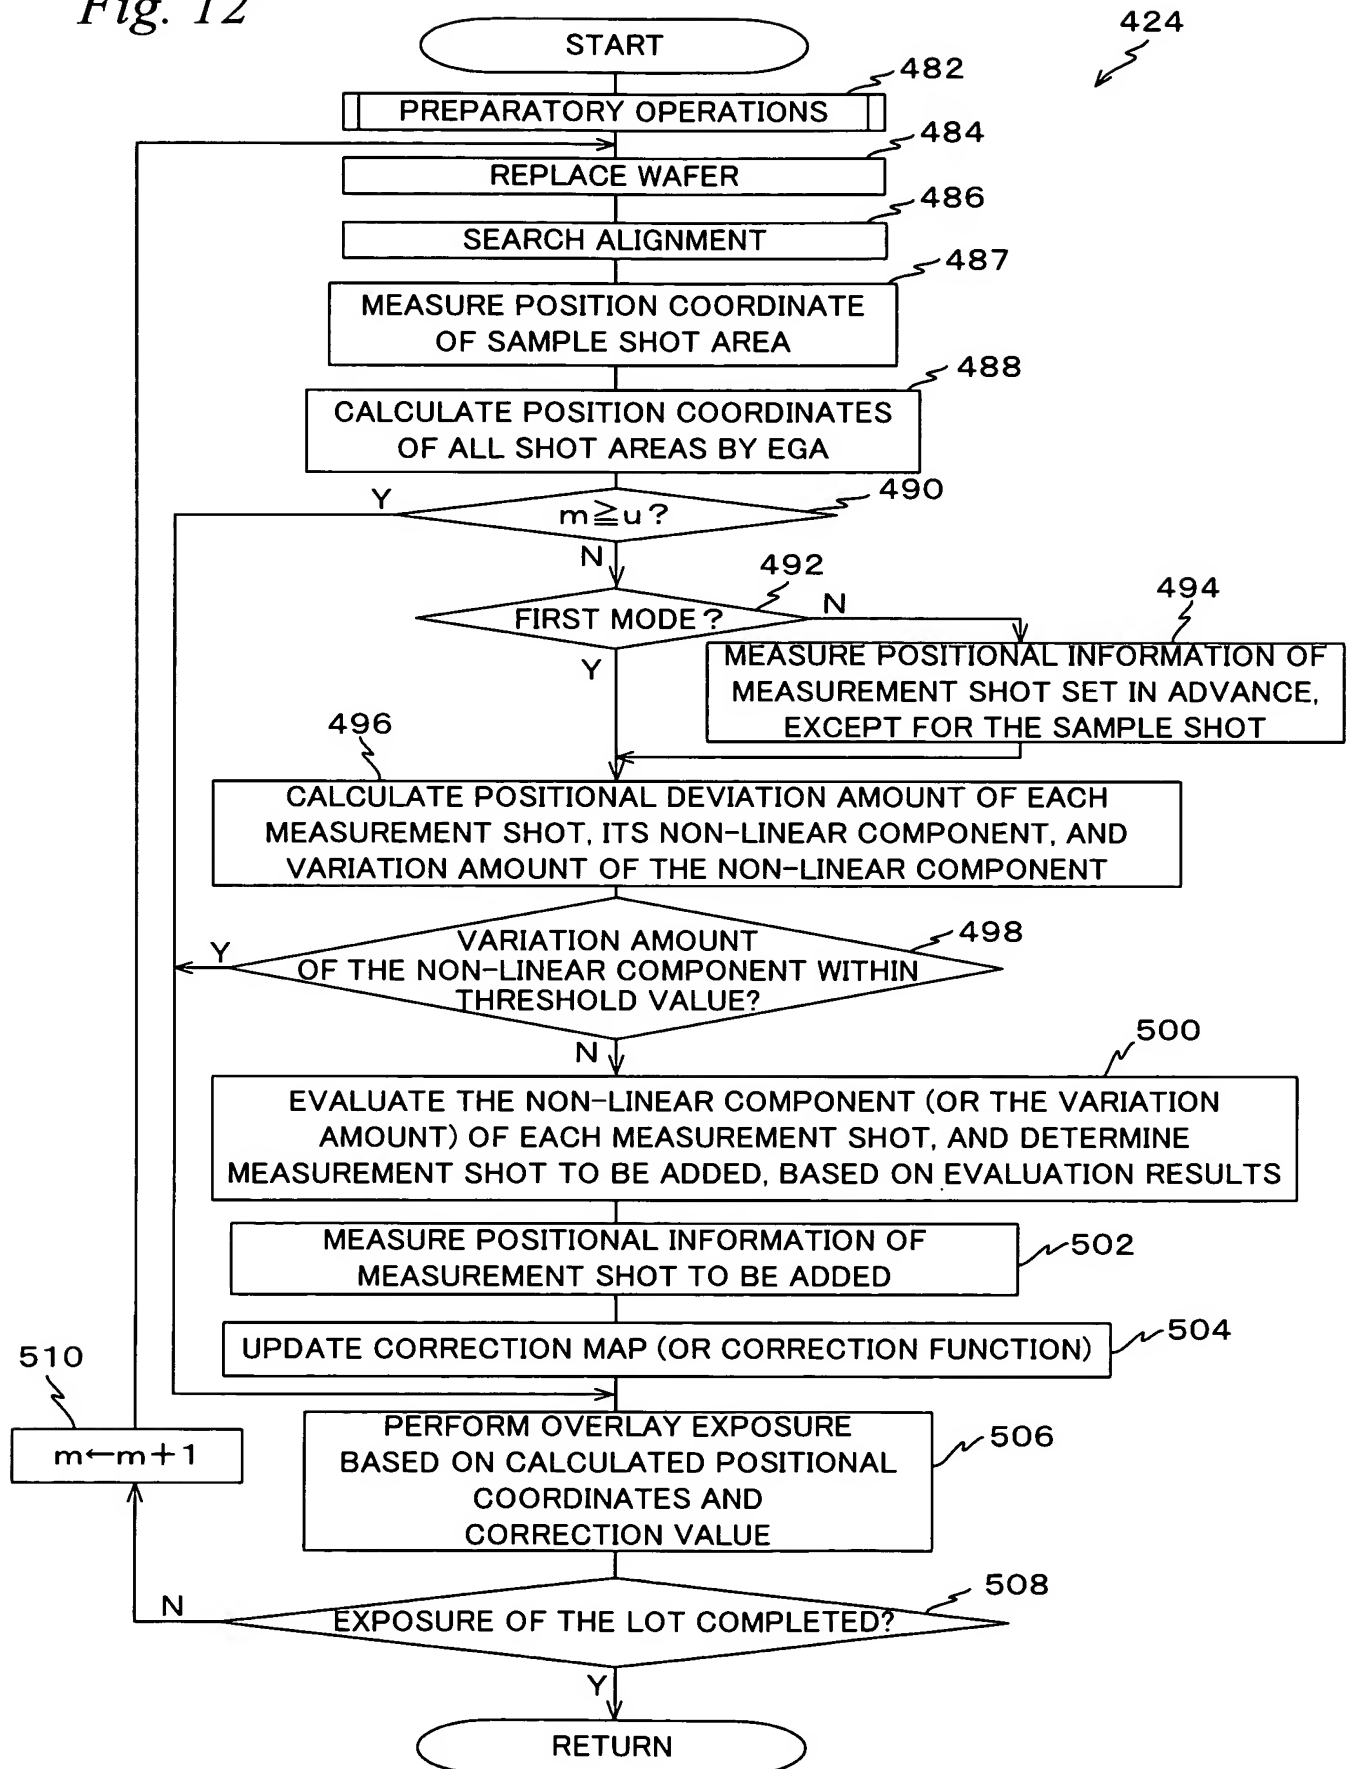 Fig. 12
424
START
482
PREPARATORY OPERATIONS
484
REPLACE WAFER
486
SEARCH ALIGNMENT
487
MEASURE POSITION COORDINATE
OF SAMPLE SHOT AREA
488
CALCULATE POSITION COORDINATES
OF ALL SHOT AREAS BY EGA
490
Y
m≧u?
N
492
FIRST MODE?
N
Y
494
MEASURE POSITIONAL INFORMATION OF
MEASUREMENT SHOT SET IN ADVANCE,
EXCEPT FOR THE SAMPLE SHOT
496
CALCULATE POSITIONAL DEVIATION AMOUNT OF EACH
MEASUREMENT SHOT, ITS NON-LINEAR COMPONENT, AND
VARIATION AMOUNT OF THE NON-LINEAR COMPONENT
498
Y
VARIATION AMOUNT
OF THE NON-LINEAR COMPONENT WITHIN
THRESHOLD VALUE?
N
500
EVALUATE THE NON-LINEAR COMPONENT (OR THE VARIATION
AMOUNT) OF EACH MEASUREMENT SHOT, AND DETERMINE
MEASUREMENT SHOT TO BE ADDED, BASED ON EVALUATION RESULTS
MEASURE POSITIONAL INFORMATION OF
MEASUREMENT SHOT TO BE ADDED
502
UPDATE CORRECTION MAP (OR CORRECTION FUNCTION)
504
510
m←m+1
PERFORM OVERLAY EXPOSURE
BASED ON CALCULATED POSITIONAL
COORDINATES AND
CORRECTION VALUE
506
508
N
EXPOSURE OF THE LOT COMPLETED?
Y
RETURN